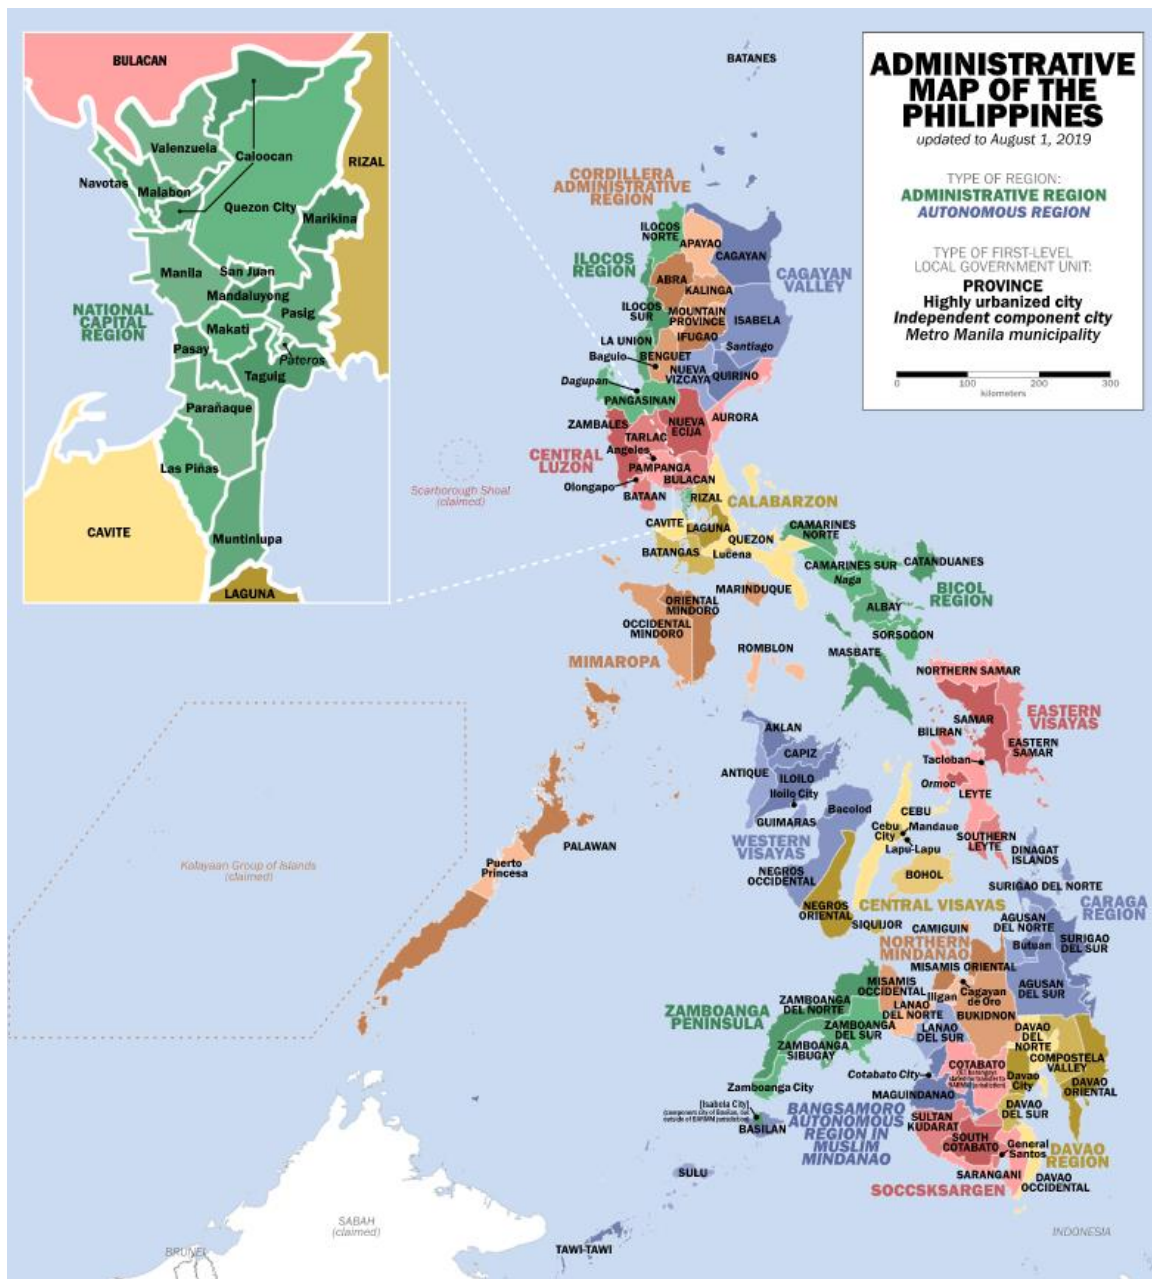 ADMINISTRATIVE
MAP OF THE
PHILIPPINES
updated to August 1, 2019
TYPE OF REGION:
ADMINISTRATIVE REGION
AUTONOMOUS REGION
TYPE OF FIRST-LEVEL
LOCAL GOVERNMENT UNIT:
PROVINCE
Highly urbanized city
Independent component city
Metro Manila municipality
0 100 200 300
kilometers
BULACAN
Valenzuela
Caloocan
RIZAL
Navotas
Malabon
Quezon City
Marikina
Manila
San Juan
Mandaluyong
NATIONAL
CAPITAL
REGION
Pasig
Makati
Pasay
Pateros
Taguig
Parañaque
Las Piñas
CAVITE
Muntinlupa
LAGUNA
BATANES
CORDILLERA
ADMINISTRATIVE
REGION
ILOCOS
NORTE
APAYAO
CAGAYAN
ILOCOS
REGION
CAGAYAN
VALLEY
ABRA
KALINGA
ILOCOS
SUR
MOUNTAIN
PROVINCE
ISABELA
IFUGAO
LA UNION
Santiago
Baguio
BENGUET
NUEVA
VIZCAYA
QUIRINO
Dagupan
PANGASINAN
ZAMBALES
NUEVA
ECIJA
AURORA
TARLAC
Angeles
CENTRAL
LUZON
PAMPANGA
BULACAN
Olongapo
BATAAN
RIZAL
CALABARZON
Scarborough Shoal
(claimed)
CAVITE
LAGUNA
QUEZON
BATANGAS
Lucena
CAMARINES
NORTE
CAMARINES SUR
CATANDUANES
Naga
BICOL
REGION
MARINDUQUE
ORIENTAL
MINDORO
ALBAY
OCCIDENTAL
MINDORO
SORSOGON
ROMBLON
MASBATE
MIMAROPA
NORTHERN SAMAR
EASTERN
VISAYAS
SAMAR
BILIRAN
EASTERN
SAMAR
AKLAN
CAPIZ
Tacloban
ANTIQUE
ILOILO
Ormoc
Iloilo City
LEYTE
Bacolod
CEBU
GUIMARAS
Cebu
City
Mandaue
WESTERN
VISAYAS
Lapu-Lapu
SOUTHERN
LEYTE
DINAGAT
ISLANDS
PALAWAN
Puerto
Princesa
Kalayaan Group of Islands
(claimed)
NEGROS
OCCIDENTAL
BOHOL
SURIGAO DEL NORTE
NEGROS
ORIENTAL
CENTRAL VISAYAS
CARAGA
REGION
SIQUIJOR
CAMIGUIN
AGUSAN
DEL NORTE
NORTHERN
MINDANAO
Butuan
SURIGAO
DEL SUR
MISAMIS ORIENTAL
MISAMIS
OCCIDENTAL
Iligan
Cagayan
de Oro
AGUSAN
DEL SUR
ZAMBOANGA
PENINSULA
ZAMBOANGA
DEL NORTE
LANAO
DEL NORTE
BUKIDNON
ZAMBOANGA
DEL SUR
LANAO
DEL SUR
DAVAO
DEL
NORTE
ZAMBOANGA
SIBUGAY
COMPOSTELA
VALLEY
COTABATO
Cotabato City
Davao
City
Zamboanga City
MAGUINDANAO
DAVAO
ORIENTAL
[Isabela City]
BASILAN
BANGSAMORO
AUTONOMOUS
REGION IN
MUSLIM
MINDANAO
SULTAN
KUDARAT
DAVAO
DEL SUR
SOUTH
COTABATO
General
Santos
DAVAO
REGION
SULU
SARANGANI
SOCCSKSARGEN
DAVAO
OCCIDENTAL
SABAH
(claimed)
INDONESIA
BRUNEI
TAWI-TAWI